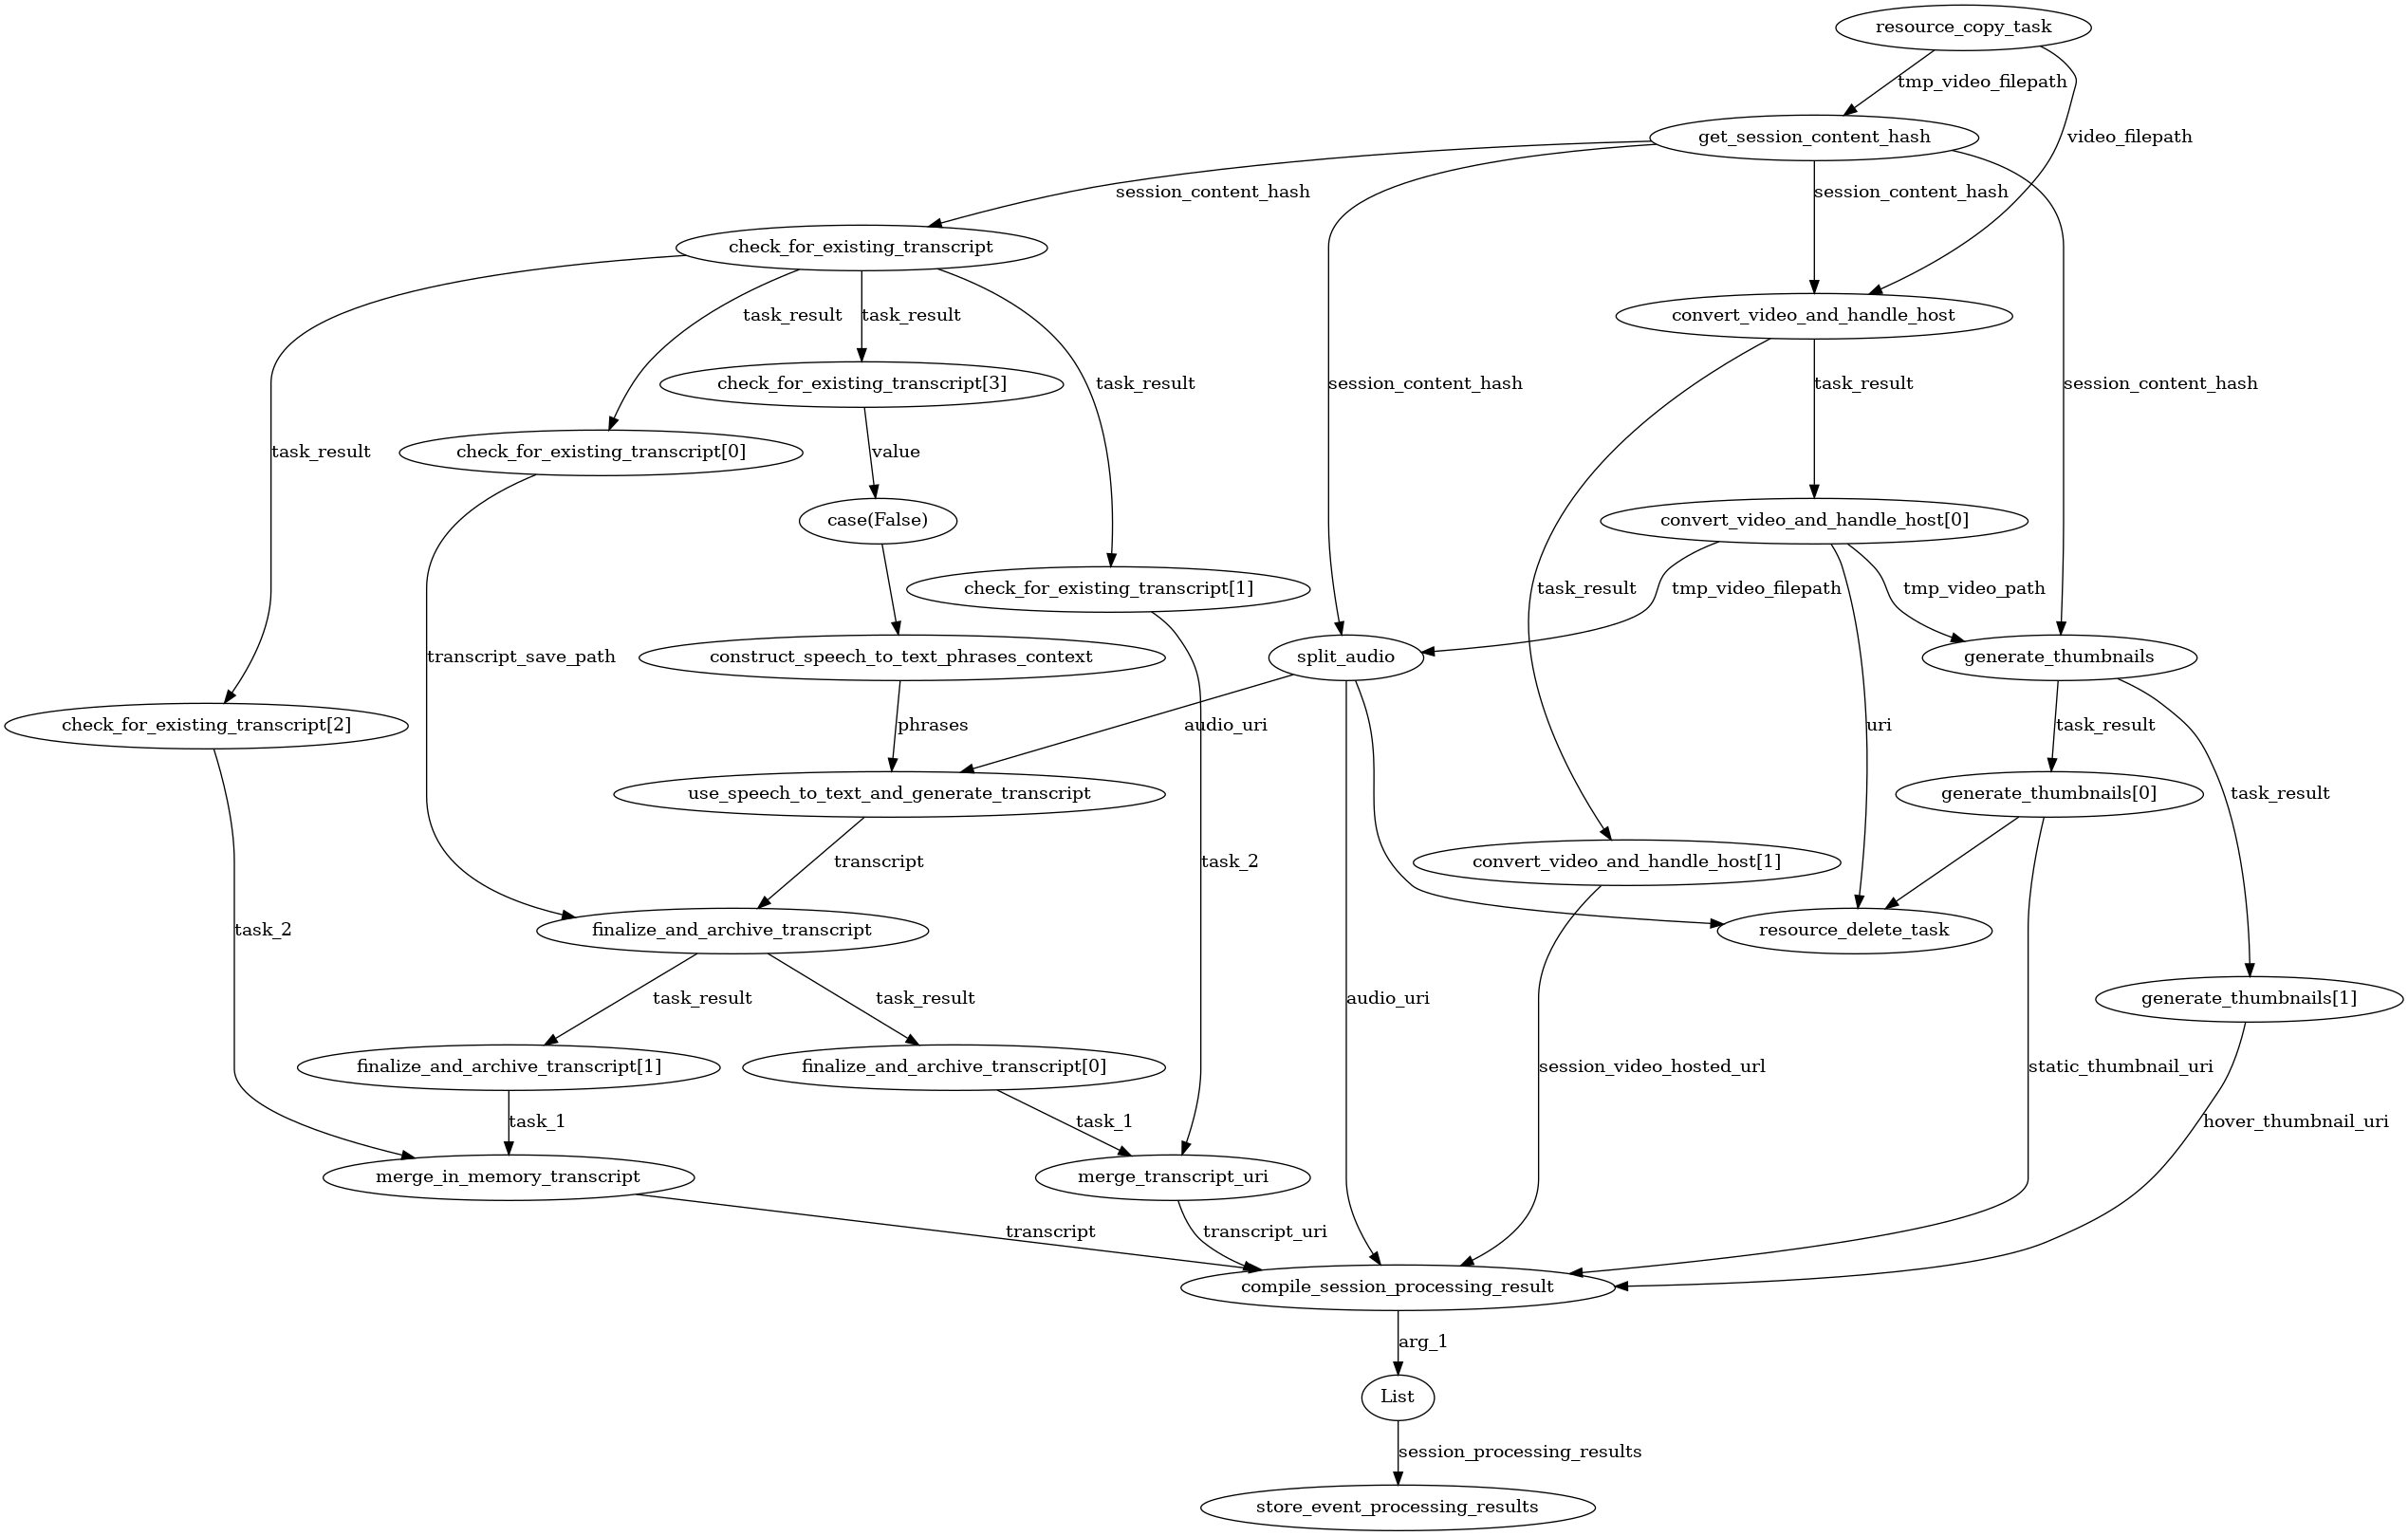 resource_copy_task
tmp_video_filepath
get_session_content_hash
video_filepath
session_content_hash
session_content_hash
check_for_existing_transcript
convert_video_and_handle_host
task_result
task_result
check_for_existing_transcript[3]
task_result
session_content_hash
task_result
session_content_hash
task_result
check_for_existing_transcript[0]
value
case(False)
convert_video_and_handle_host[0]
check_for_existing_transcript[1]
task_result
tmp_video_filepath
tmp_video_path
transcript_save_path
construct_speech_to_text_phrases_context
split_audio
generate_thumbnails
check_for_existing_transcript[2]
phrases
audio_uri
uri
task_result
use_speech_to_text_and_generate_transcript
generate_thumbnails[0]
task_result
transcript
task_2
convert_video_and_handle_host[1]
task_2
finalize_and_archive_transcript
resource_delete_task
task_result
task_result
audio_uri
generate_thumbnails[1]
finalize_and_archive_transcript[1]
finalize_and_archive_transcript[0]
session_video_hosted_url
static_thumbnail_uri
task_1
task_1
hover_thumbnail_uri
merge_in_memory_transcript
merge_transcript_uri
transcript
transcript_uri
compile_session_processing_result
arg_1
List
session_processing_results
store_event_processing_results